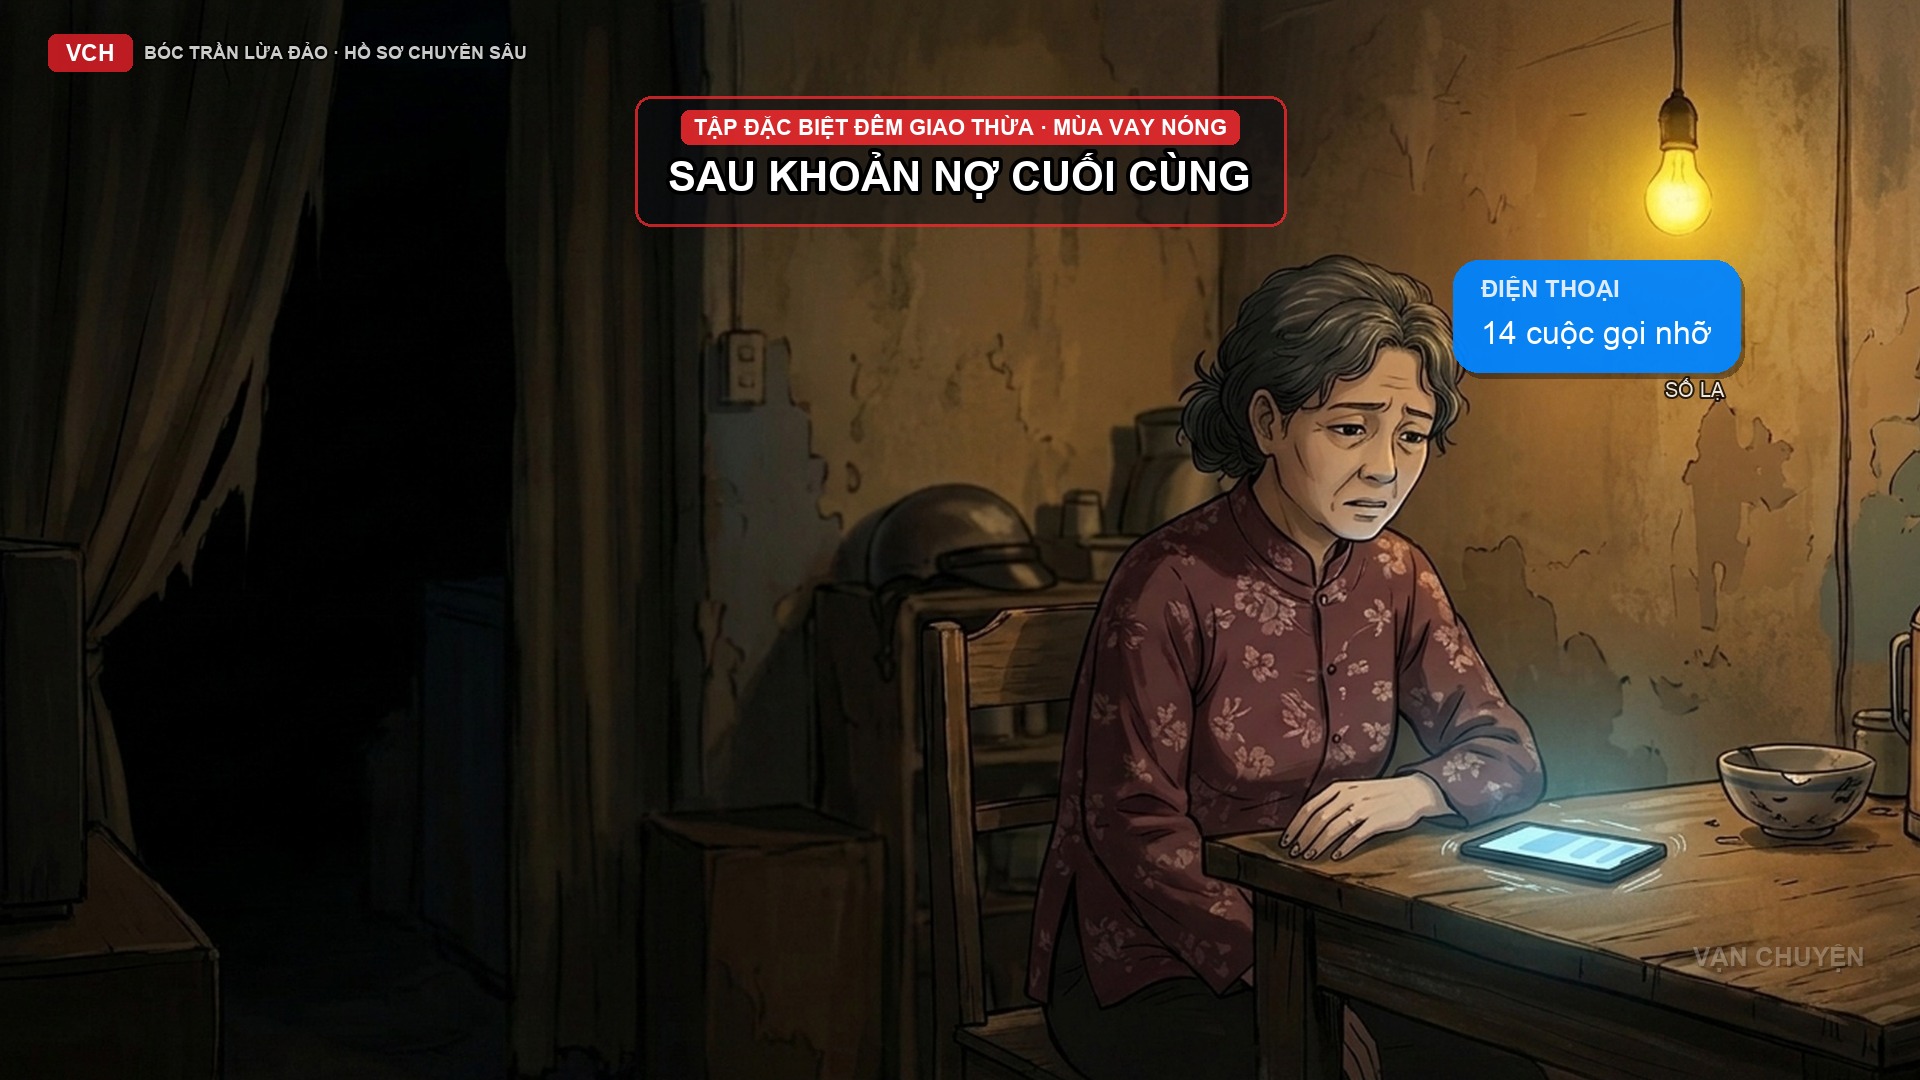 VCH
BÓC TRẦN LỪA ĐẢO · HỒ SƠ CHUYÊN SÂU
TẬP ĐẶC BIỆT ĐÊM GIAO THỪA · MÙA VAY NÓNG
SAU KHOẢN NỢ CUỐI CÙNG
ĐIỆN THOẠI
14 cuộc gọi nhỡ
SỐ LẠ
VẠN CHUYỆN